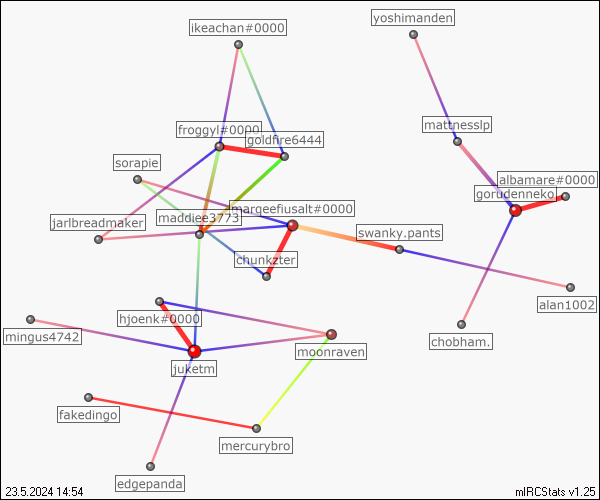 yoshimanden
ikeachan#0000
mattnesslp
froggyl#0000
goldfire6444
sorapie
albamare#0000
gorudenneko
margeefiusalt#0000
maddiee3773
jarlbreadmaker
swanky.pants
chunkzter
alan1002
hjoenk#0000
mingus4742
chobham.
moonraven
juketm
fakedingo
mercurybro
edgepanda
23.5.2024 14:54
mIRCStats v1.25